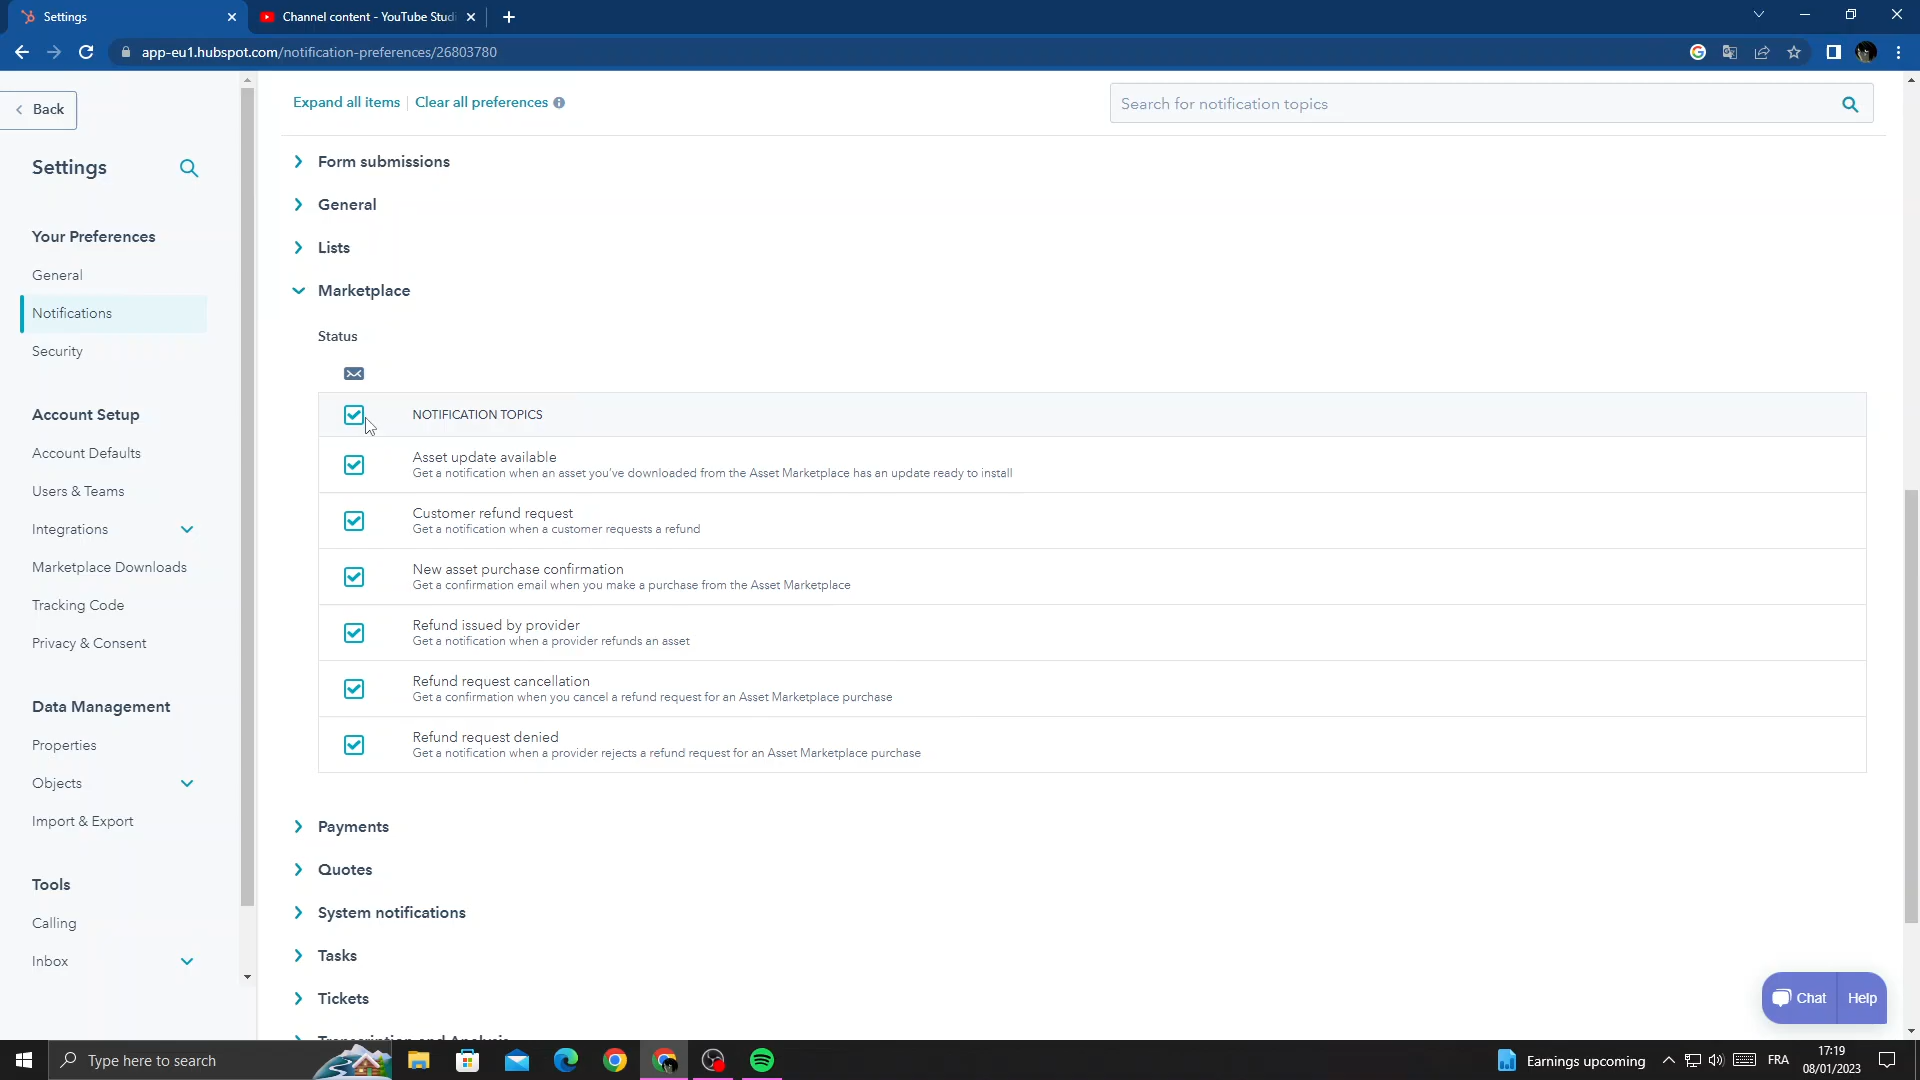 Settings
Channel content - YouTube Studi
app-eu1.hubspot.com/notification-preferences/26803780
Back
Settings
Your Preferences
General
Notifications
Security
Account Setup
Account Defaults
Users & Teams
Integrations
Marketplace Downloads
Tracking Code
Privacy & Consent
Data Management
Properties
Objects
Import & Export
Tools
Calling
Inbox
Expand all items
Clear all preferences
Search for notification topics
Form submissions
General
Lists
Marketplace
Status
NOTIFICATION TOPICS
Asset update available
Get a notification when an asset you've downloaded from the Asset Marketplace has an update ready to install
Customer refund request
Get a notification when a customer requests a refund
New asset purchase confirmation
Get a confirmation email when you make a purchase from the Asset Marketplace
Refund issued by provider
Get a notification when a provider refunds an asset
Refund request cancellation
Get a confirmation when you cancel a refund request for an Asset Marketplace purchase
Refund request denied
Get a notification when a provider rejects a refund request for an Asset Marketplace purchase
Payments
Quotes
System notifications
Tasks
Tickets
Transcription and Analysis
Chat
Help
Type here to search
Earnings upcoming
FRA
17:19
08/01/2023